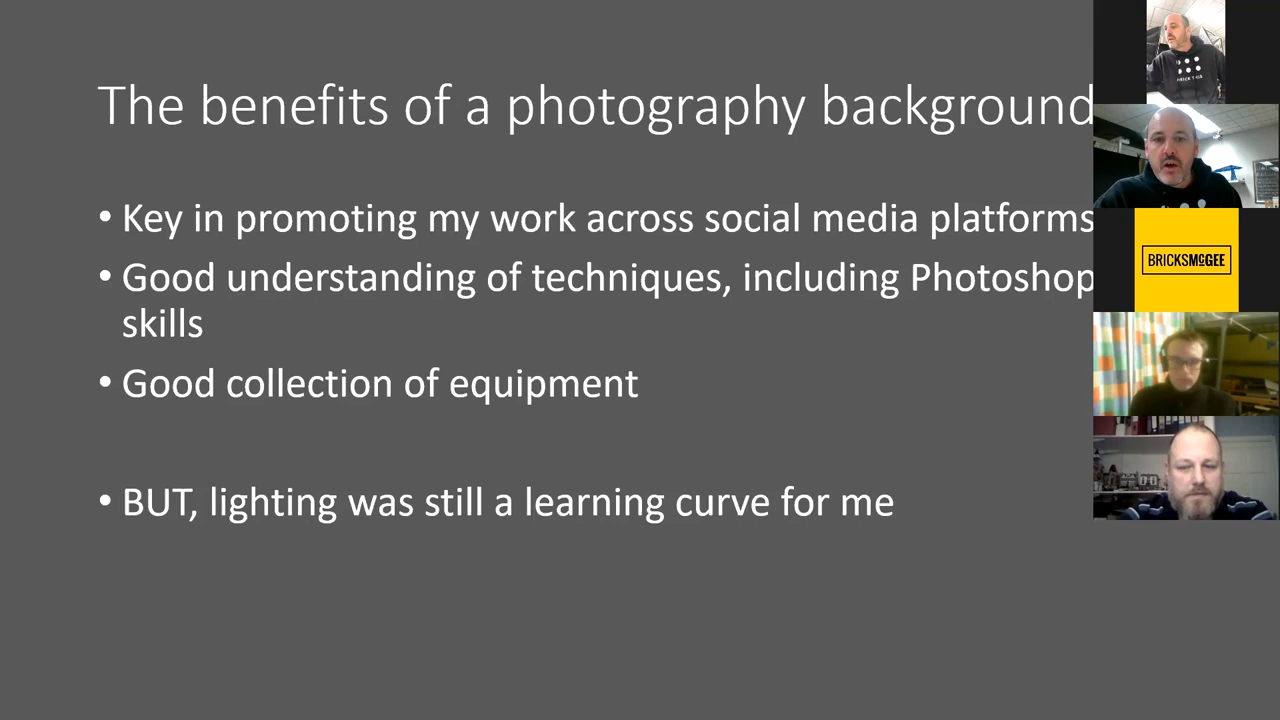 The benefits of a photography background
• Key in promoting my work across social media platforms
• Good understanding of techniques, including Photoshop
skills
• Good collection of equipment
• BUT, lighting was still a learning curve for me
BRICKSMCGEE